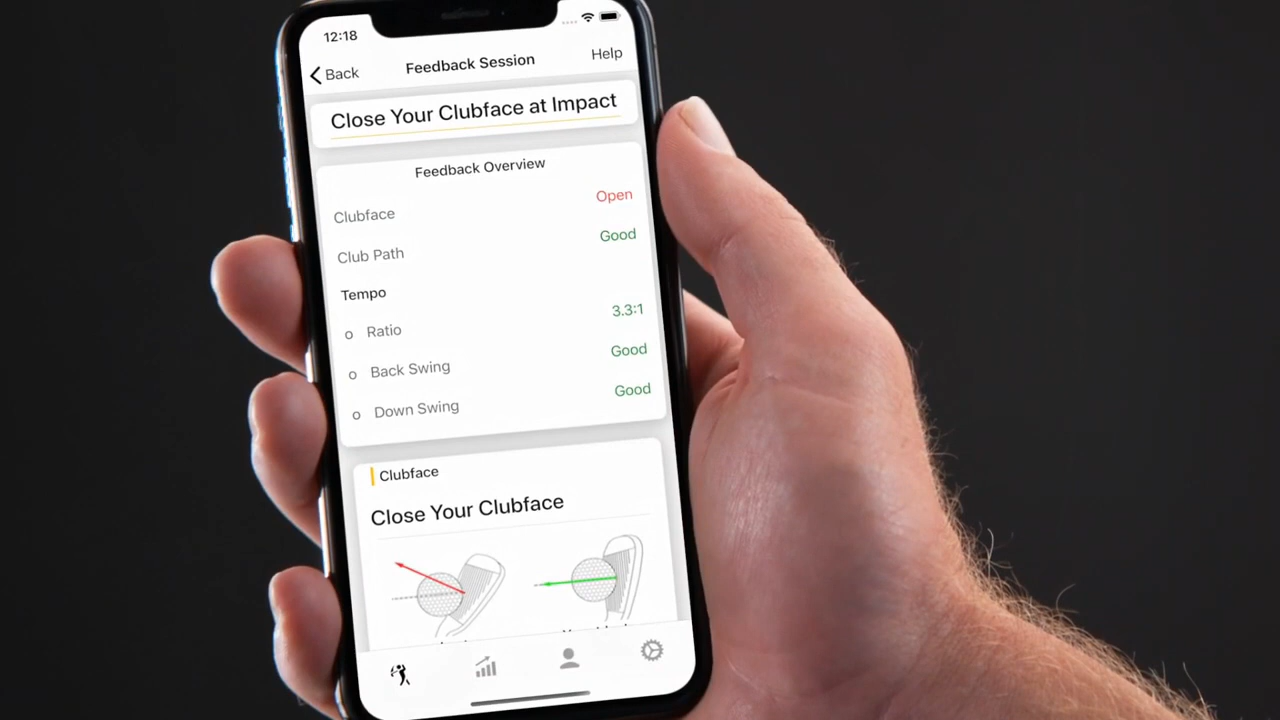 12:18
Back
Feedback Session
Help
Close Your Clubface at Impact
Feedback Overview
Clubface
Open
Club Path
Good
Tempo
o Ratio
3.3:1
o Back Swing
Good
o Down Swing
Good
Clubface
Close Your Clubface